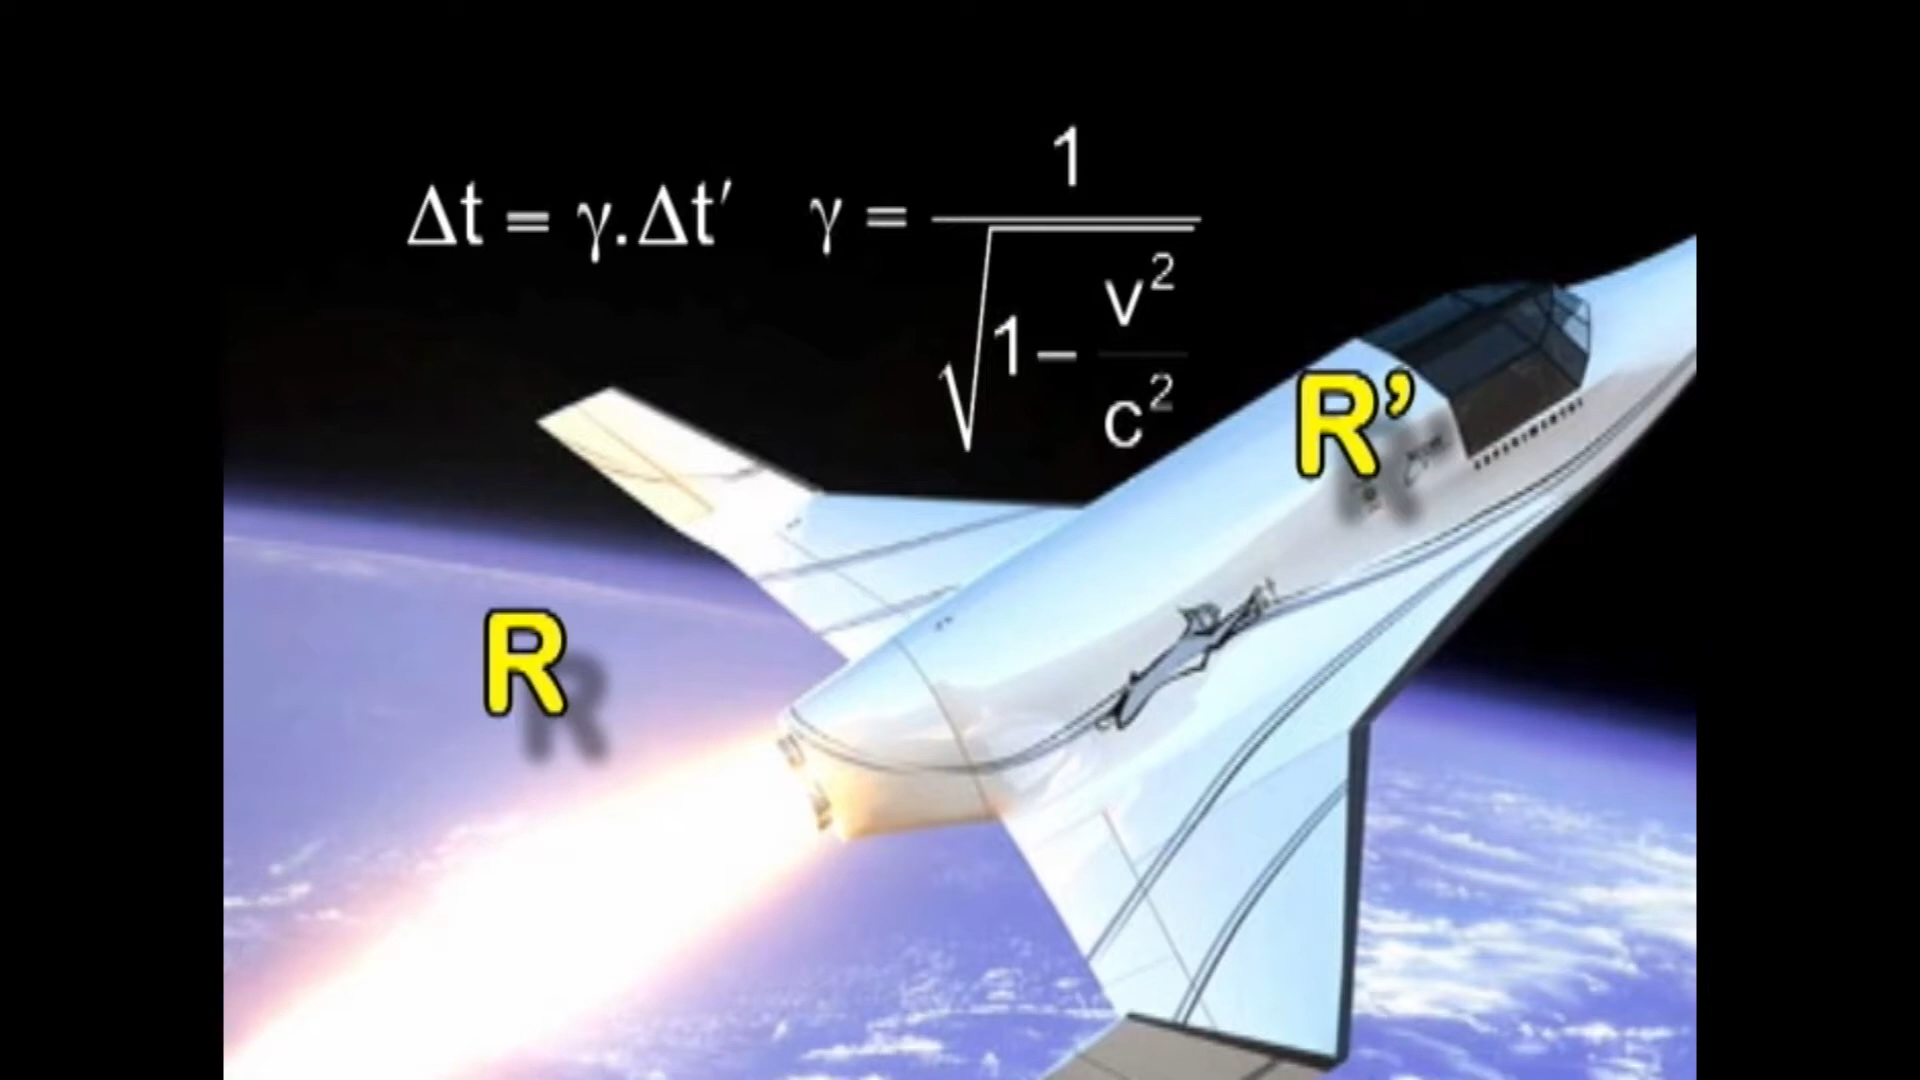 Δt = γ.Δt′ γ = 1 / √(1 – v² / c²)
R'
R